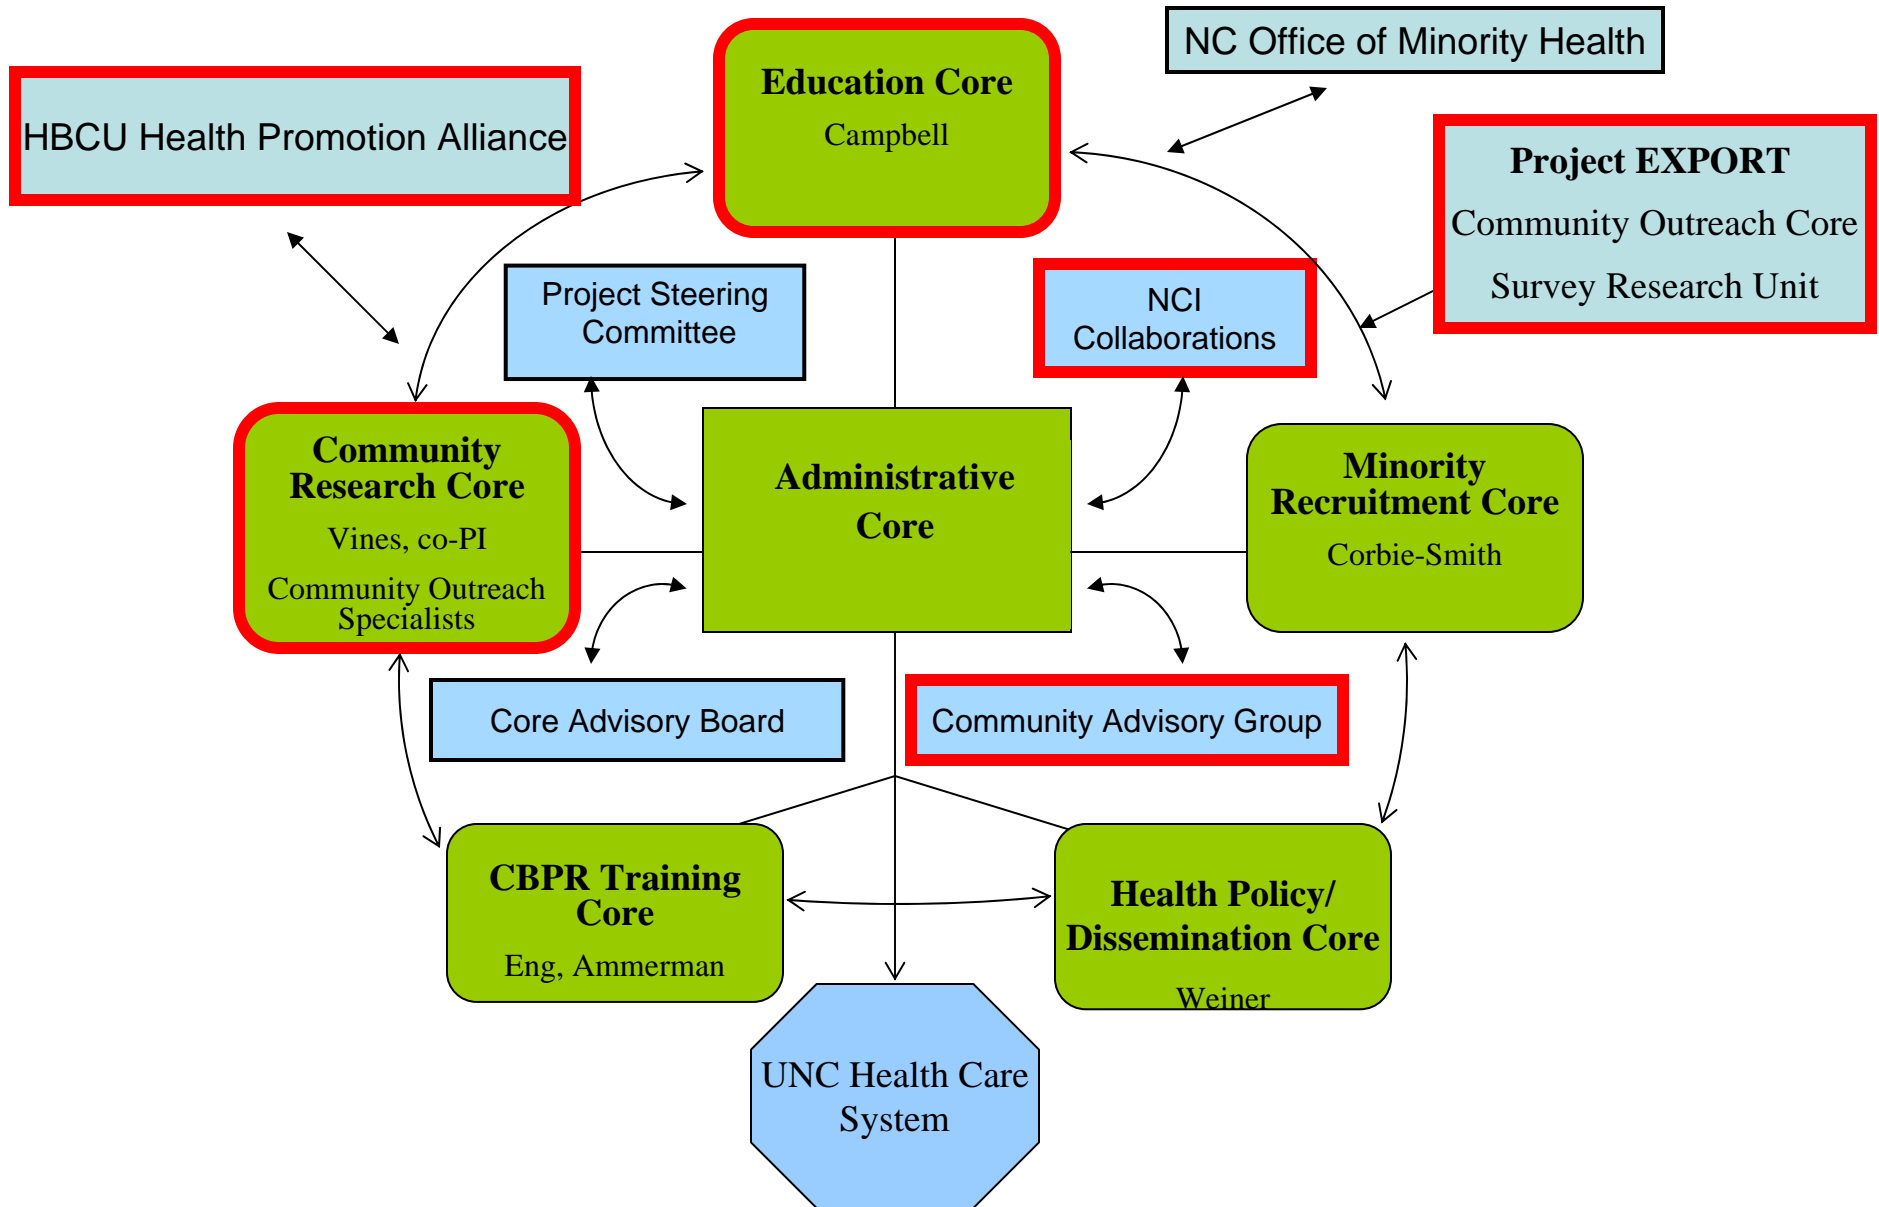 NC Office of Minority Health
Education Core
Campbell
HBCU Health Promotion Alliance
Project EXPORT
Community Outreach Core
Survey Research Unit
Project Steering
Committee
NCI
Collaborations
Community
Research Core
Vines, co-PI
Community Outreach
Specialists
Administrative
Core
Minority
Recruitment Core
Corbie-Smith
Core Advisory Board
Community Advisory Group
CBPR Training
Core
Eng, Ammerman
Health Policy/
Dissemination Core
Weiner
UNC Health Care
System